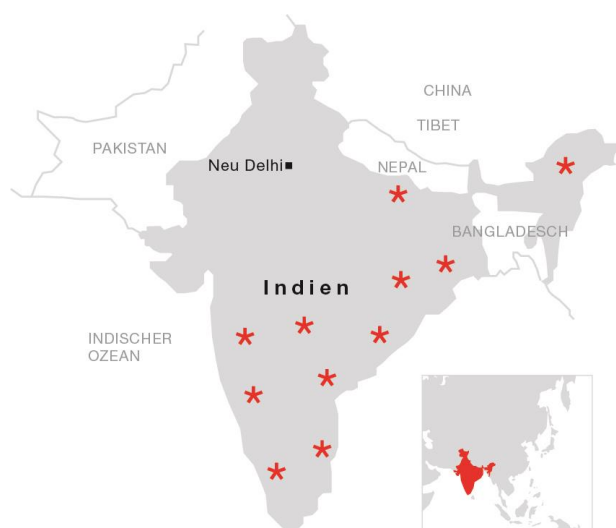 CHINA
TIBET
PAKISTAN
Neu Delhi
NEPAL
BANGLADESCH
Indien
INDISCHER
OZEAN